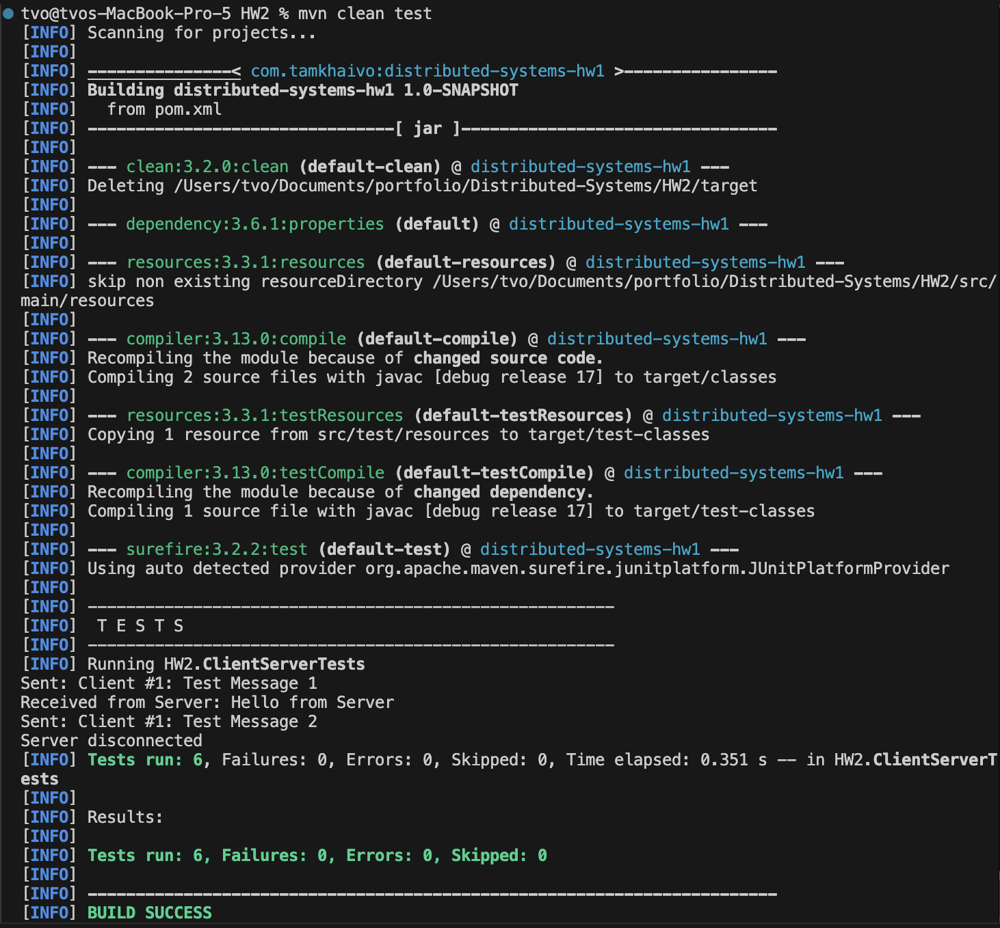 tvo@tvos-MacBook-Pro-5 HW2 % mvn clean test
[INFO] Scanning for projects...
[INFO]
[INFO] ---------------< com.tamkhaivo:distributed-systems-hw1 >----------------
[INFO] Building distributed-systems-hw1 1.0-SNAPSHOT
[INFO]   from pom.xml
[INFO] --------------------------------[ jar ]---------------------------------
[INFO]
[INFO] --- clean:3.2.0:clean (default-clean) @ distributed-systems-hw1 ---
[INFO] Deleting /Users/tvo/Documents/portfolio/Distributed-Systems/HW2/target
[INFO]
[INFO] --- dependency:3.6.1:properties (default) @ distributed-systems-hw1 ---
[INFO]
[INFO] --- resources:3.3.1:resources (default-resources) @ distributed-systems-hw1 ---
[INFO] skip non existing resourceDirectory /Users/tvo/Documents/portfolio/Distributed-Systems/HW2/src/
main/resources
[INFO]
[INFO] --- compiler:3.13.0:compile (default-compile) @ distributed-systems-hw1 ---
[INFO] Recompiling the module because of changed source code.
[INFO] Compiling 2 source files with javac [debug release 17] to target/classes
[INFO]
[INFO] --- resources:3.3.1:testResources (default-testResources) @ distributed-systems-hw1 ---
[INFO] Copying 1 resource from src/test/resources to target/test-classes
[INFO]
[INFO] --- compiler:3.13.0:testCompile (default-testCompile) @ distributed-systems-hw1 ---
[INFO] Recompiling the module because of changed dependency.
[INFO] Compiling 1 source file with javac [debug release 17] to target/test-classes
[INFO]
[INFO] --- surefire:3.2.2:test (default-test) @ distributed-systems-hw1 ---
[INFO] Using auto detected provider org.apache.maven.surefire.junitplatform.JUnitPlatformProvider
[INFO]
[INFO] -------------------------------------------------------
[INFO]  T E S T S
[INFO] -------------------------------------------------------
[INFO] Running HW2.ClientServerTests
Sent: Client #1: Test Message 1
Received from Server: Hello from Server
Sent: Client #1: Test Message 2
Server disconnected
[INFO] Tests run: 6, Failures: 0, Errors: 0, Skipped: 0, Time elapsed: 0.351 s -- in HW2.ClientServerT
ests
[INFO]
[INFO] Results:
[INFO]
[INFO] Tests run: 6, Failures: 0, Errors: 0, Skipped: 0
[INFO]
[INFO] ------------------------------------------------------------------------
[INFO] BUILD SUCCESS